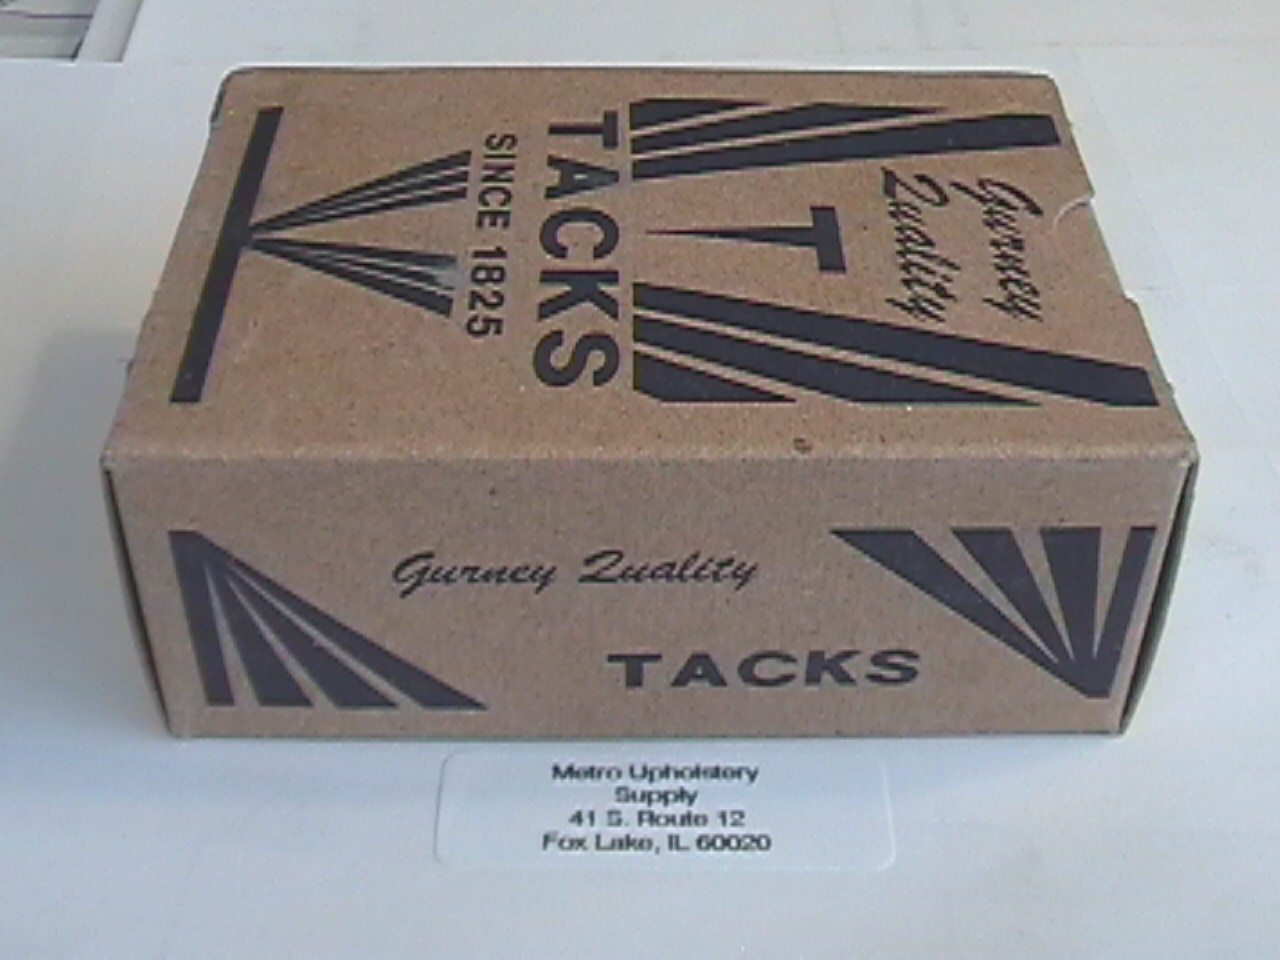 Gurney
Quality
T
TACKS
SINCE 1825
Gurney Quality
TACKS
Metro Upholstery
Supply
41 S. Route 12
Fox Lake, IL 60020